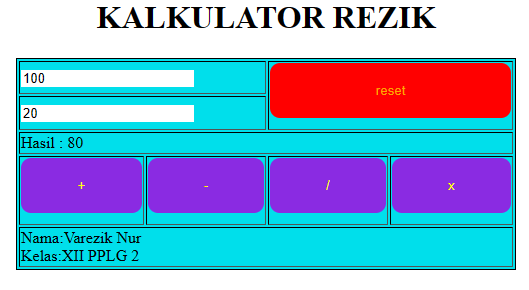 KALKULATOR REZIK
100
reset
20
Hasil : 80
+ - / x
Nama:Varezik Nur
Kelas:XII PPLG 2